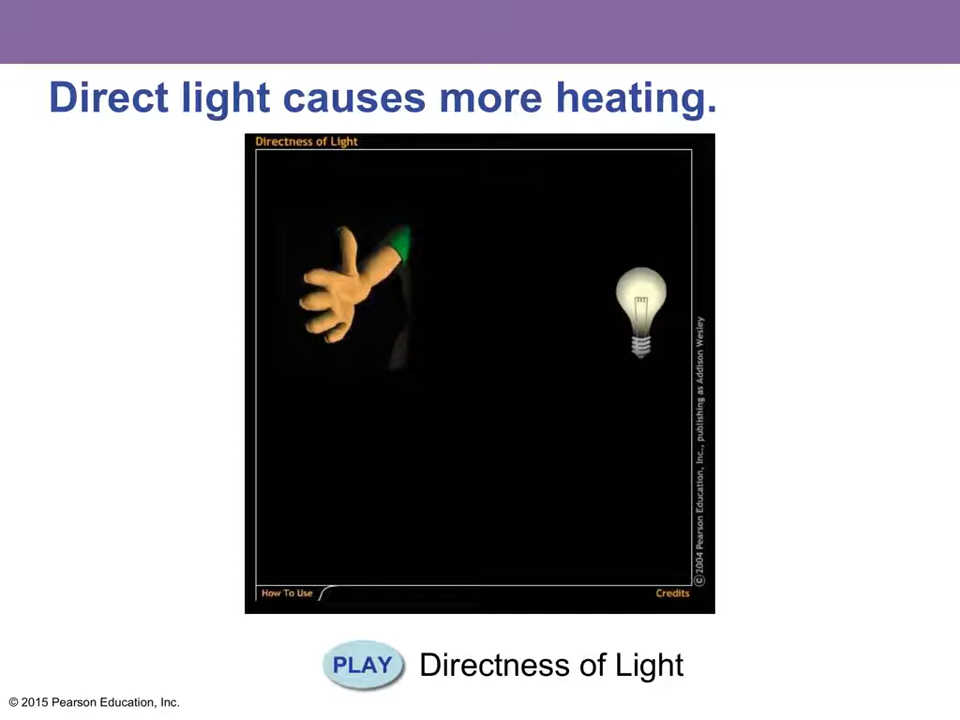 Direct light causes more heating.
Directness of Light
©2004 Pearson Education, Inc., publishing as Addison Wesley
How To Use
Credits
PLAY Directness of Light
© 2015 Pearson Education, Inc.